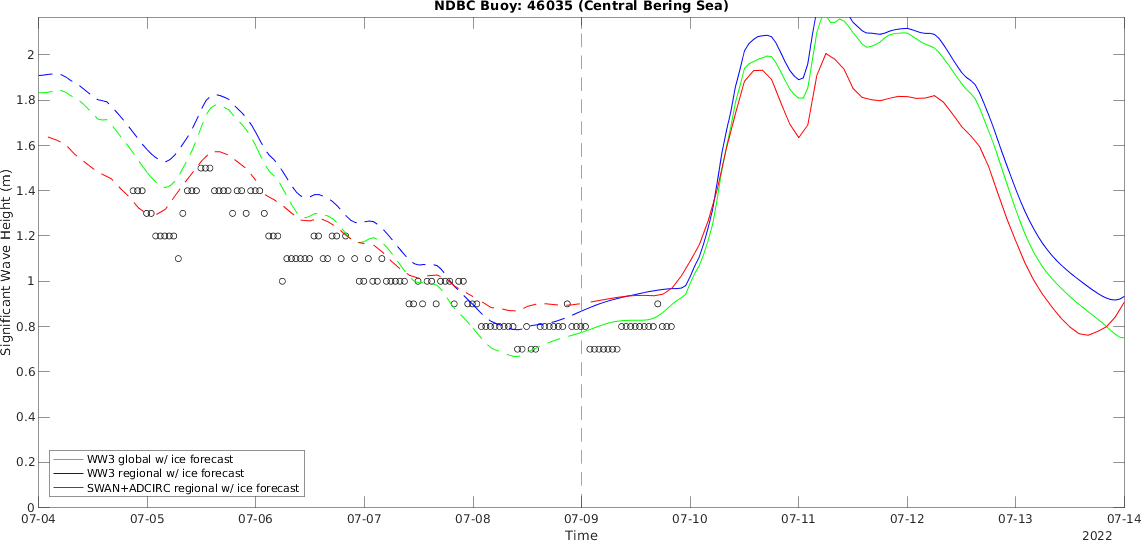 NDBC Buoy: 46035 (Central Bering Sea)
2
1.8
1.6
1.4
1.2
1
0.8
0.6
0.4
0.2
0
Significant Wave Height (m)
WW3 global w/ ice forecast
WW3 regional w/ ice forecast
SWAN+ADCIRC regional w/ ice forecast
07-04 07-05 07-06 07-07 07-08 07-09 07-10 07-11 07-12 07-13 07-14
Time
2022